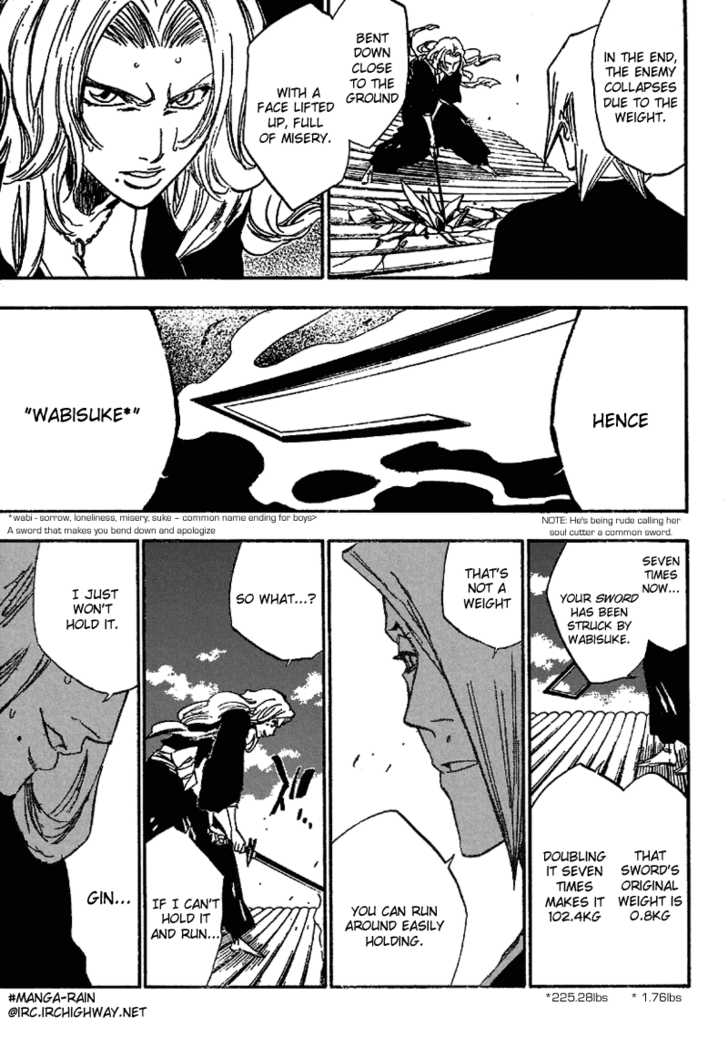 IN THE END,
THE ENEMY
COLLAPSES
DUE TO THE
WEIGHT.
BENT
DOWN
CLOSE
TO THE
GROUND
WITH A
FACE LIFTED
UP, FULL
OF MISERY.
HENCE
"WABISUKE*"
*wabi - sorrow, loneliness, misery; suke – common name ending for boys>
A sword that makes you bend down and apologize
NOTE: He's being rude calling her
soul cutter a common sword.
SEVEN
TIMES
NOW...
YOUR SWORD
HAS BEEN
STRUCK BY
WABISUKE.
THAT
SWORD'S
ORIGINAL
WEIGHT IS
0.8KG
DOUBLING
IT SEVEN
TIMES
MAKES IT
102.4KG
* 1.76lbs
*225.28lbs
THAT'S
NOT A
WEIGHT
YOU CAN RUN
AROUND EASILY
HOLDING.
SO WHAT...?
IF I CAN'T
HOLD IT
AND RUN...
I JUST
WON'T
HOLD IT.
GIN...
#MANGA-RAIN
@IRC.IRCHIGHWAY.NET